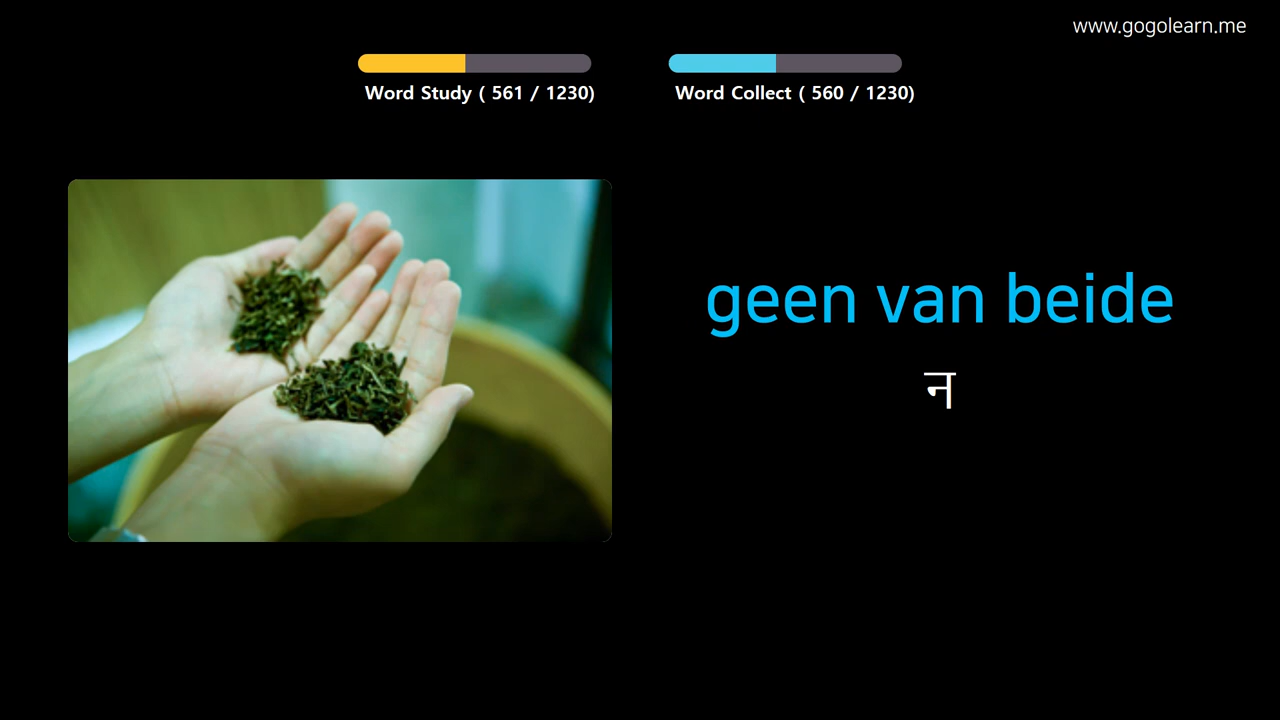 www.gogolearn.me
Word Study ( 561 / 1230)
Word Collect ( 560 / 1230)
geen van beide
न